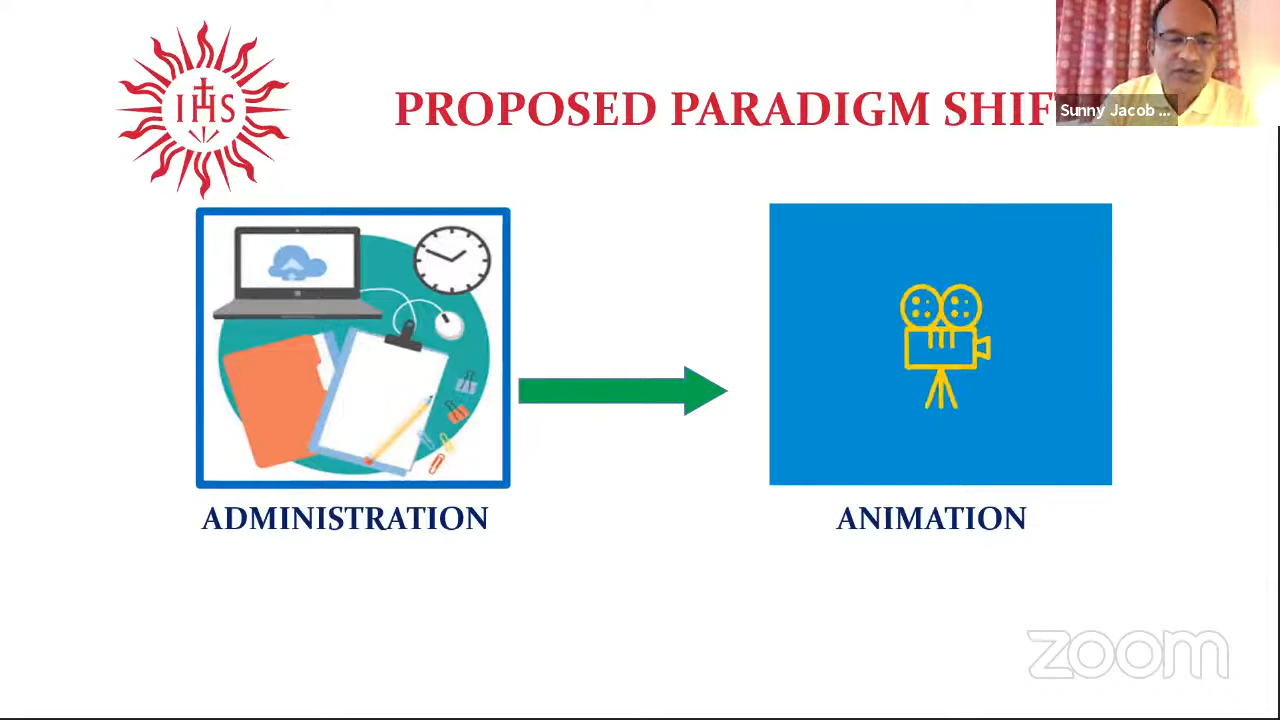 IHS
PROPOSED PARADIGM SHIF
Sunny Jacob ...
ADMINISTRATION
ANIMATION
zoom